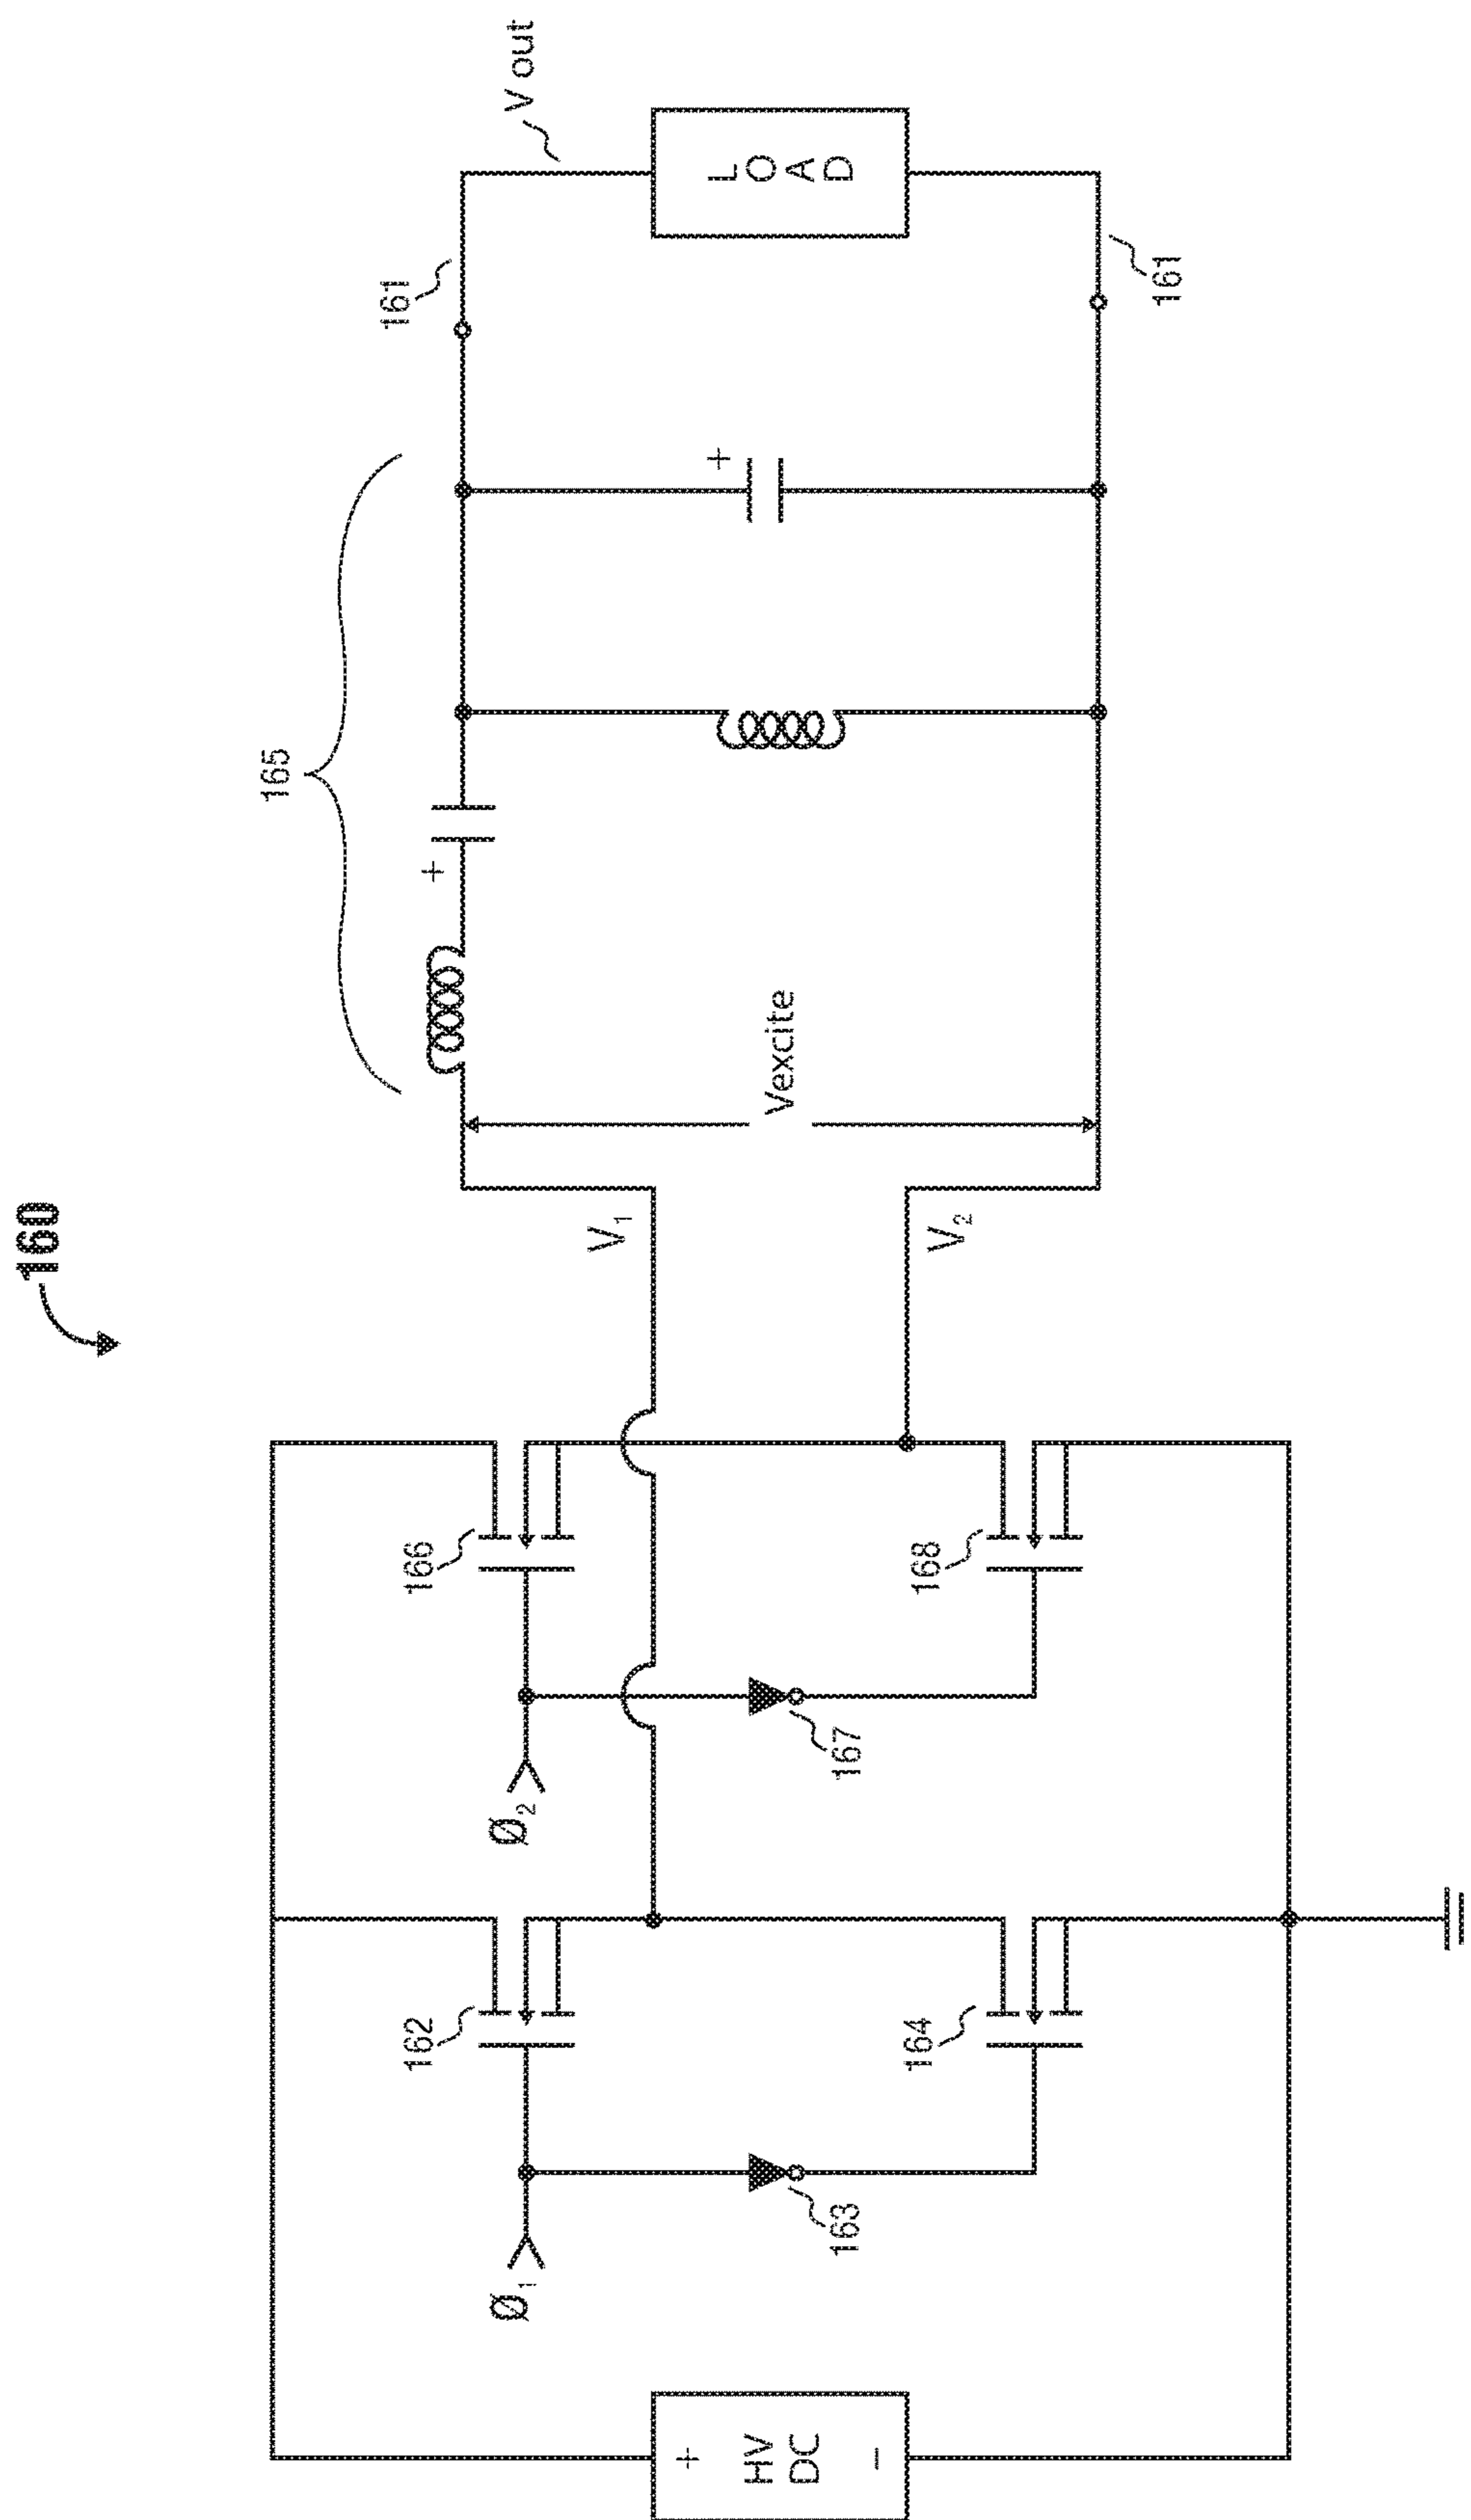 160
HV
DC
+
−
Ø1
163
162
164
Ø2
167
166
168
V1
V2
Vexcite
165
+
+
161
161
V out
LOAD